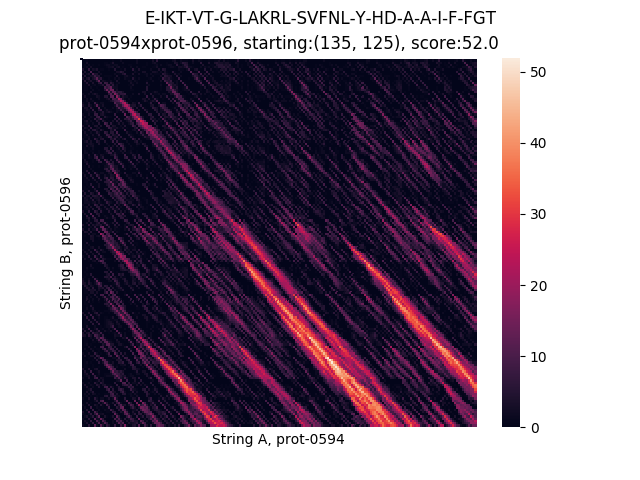 E-IKT-VT-G-LAKRL-SVFNL-Y-HD-A-A-I-F-FGT
prot-0594xprot-0596, starting:(135, 125), score:52.0
50
40
30
20
10
0
String B, prot-0596
String A, prot-0594